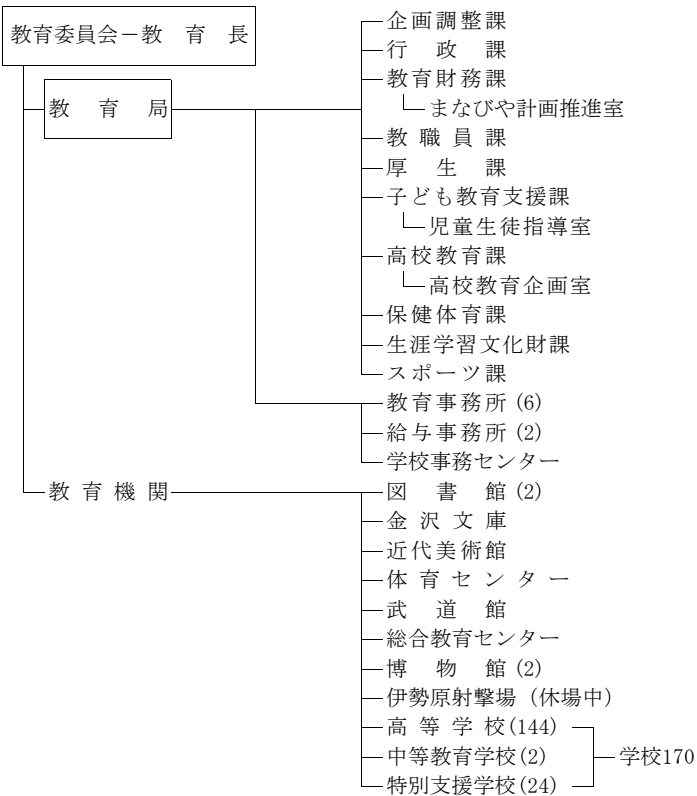 教育委員会－教育長
企画調整課
行政課
教育財務課
まなびや計画推進室
教育局
教職員課
厚生課
子ども教育支援課
児童生徒指導室
高校教育課
高校教育企画室
保健体育課
生涯学習文化財課
スポーツ課
教育事務所(6)
給与事務所(2)
学校事務センター
教育機関
図書館(2)
金沢文庫
近代美術館
体育センター
武道館
総合教育センター
博物館(2)
伊勢原射撃場（休場中）
高等学校(144)
中等教育学校(2)
学校170
特別支援学校(24)